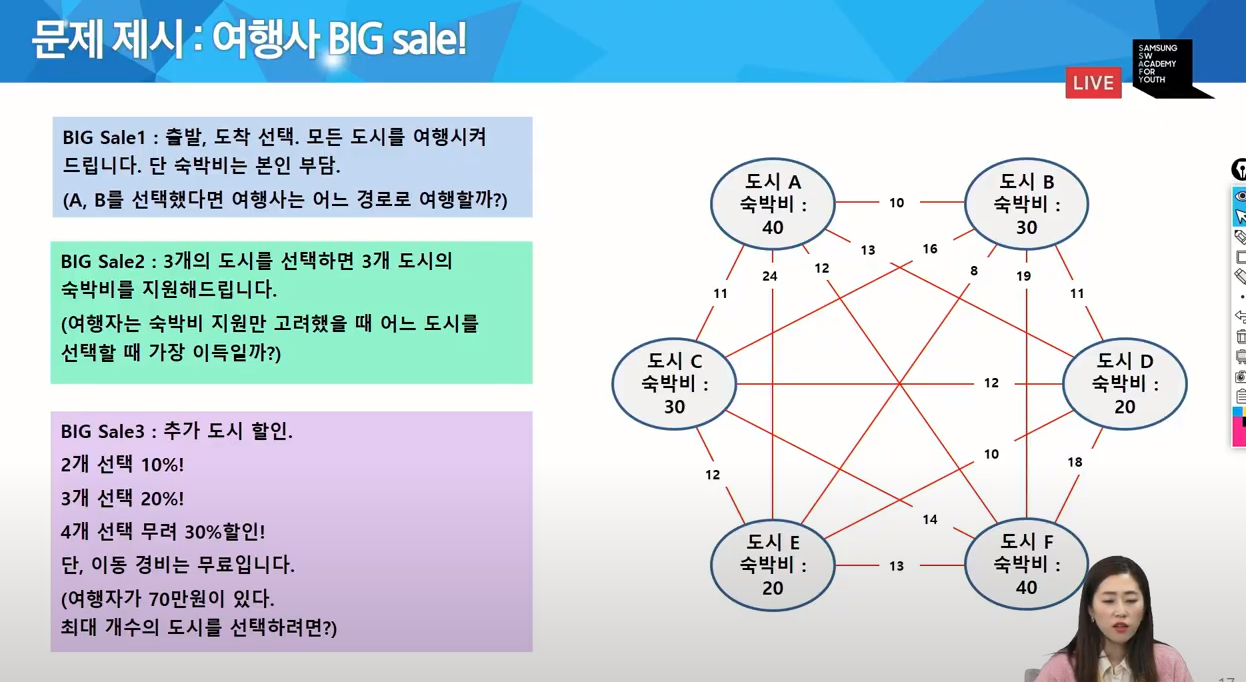 문제 제시 : 여행사 BIG sale!
LIVE
SAMSUNG
SW
ACADEMY
FOR
YOUTH
BIG Sale1 : 출발, 도착 선택. 모든 도시를 여행시켜
드립니다. 단 숙박비는 본인 부담.
(A, B를 선택했다면 여행사는 어느 경로로 여행할까?)
BIG Sale2 : 3개의 도시를 선택하면 3개 도시의
숙박비를 지원해드립니다.
(여행자는 숙박비 지원만 고려했을 때 어느 도시를
선택할 때 가장 이득일까?)
BIG Sale3 : 추가 도시 할인.
2개 선택 10%!
3개 선택 20%!
4개 선택 무려 30%할인!
단, 이동 경비는 무료입니다.
(여행자가 70만원이 있다.
최대 개수의 도시를 선택하려면?)
도시 A
숙박비 :
40
10
도시 B
숙박비 :
30
13
16
24
12
8
19
11
11
도시 C
숙박비 :
30
12
도시 D
숙박비 :
20
10
18
12
14
도시 E
숙박비 :
20
13
도시 F
숙박비 :
40
17